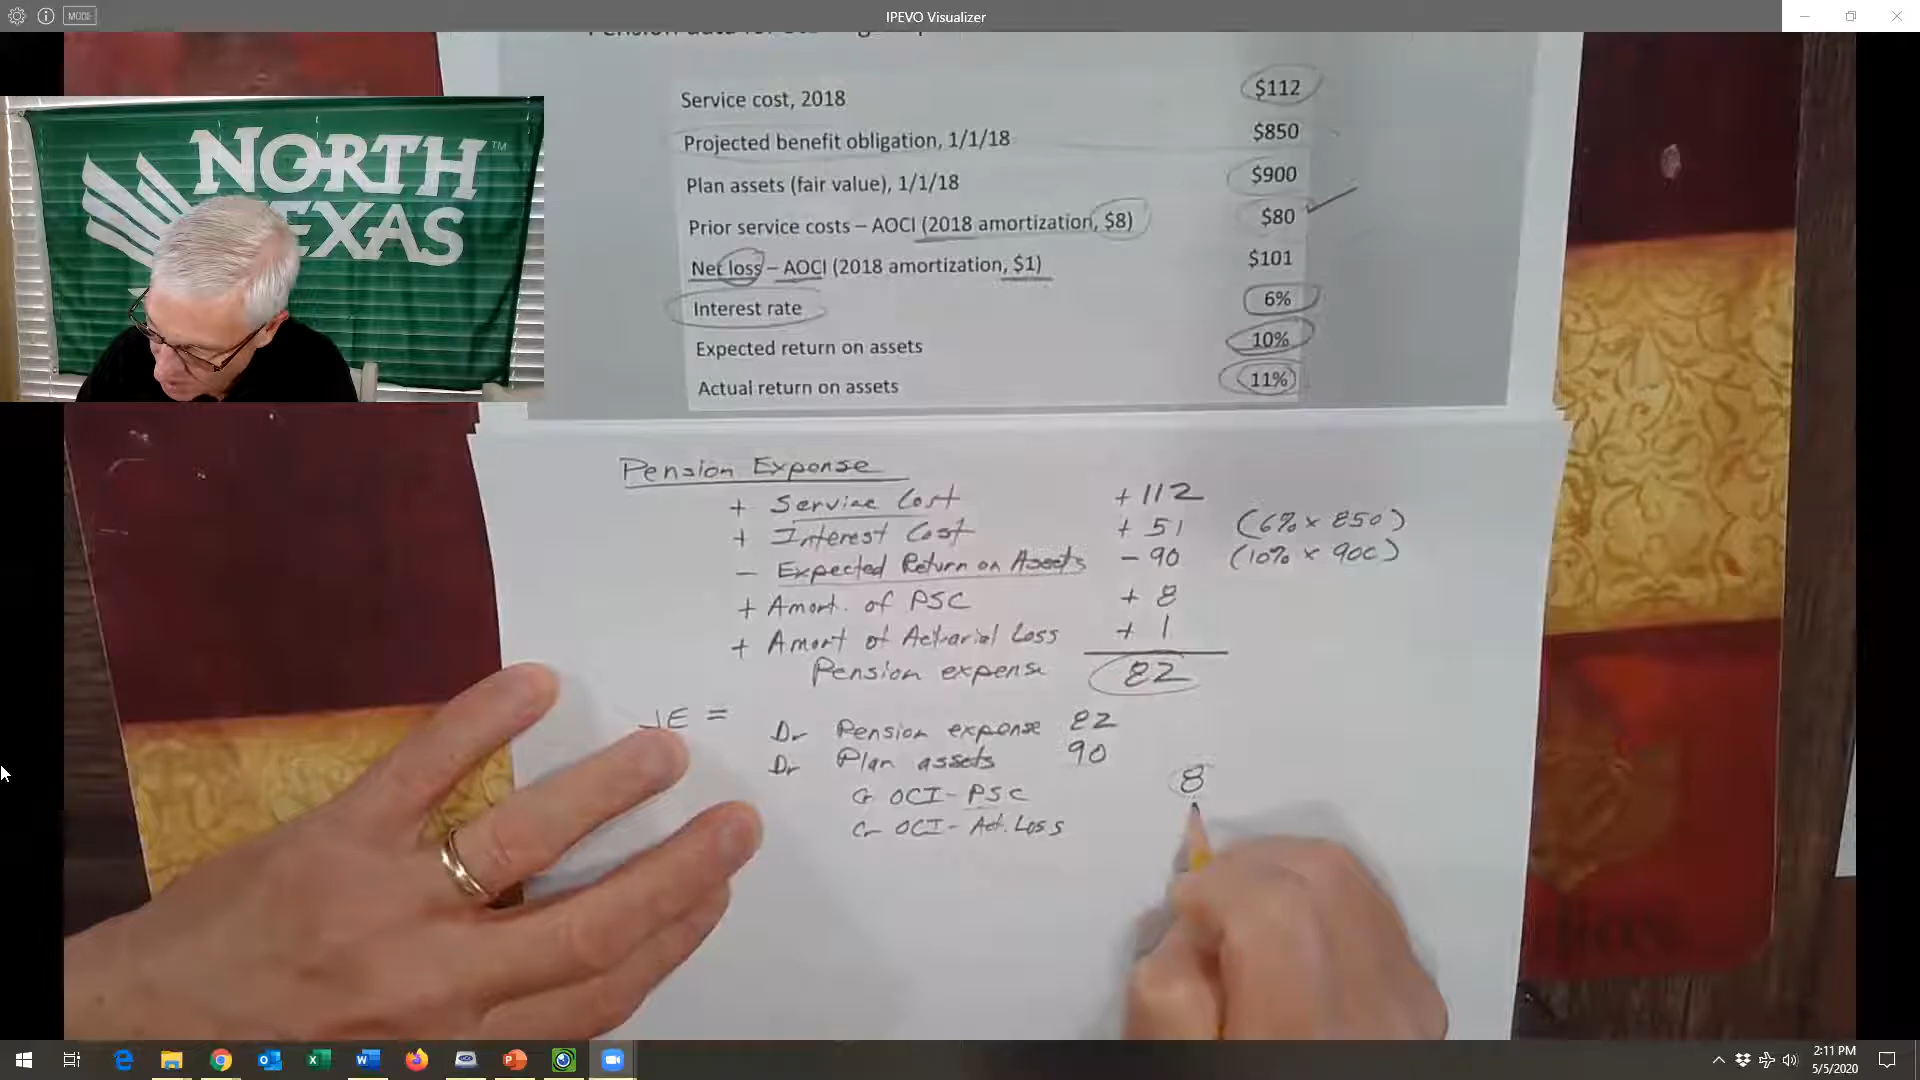 MODE
IPEVO Visualizer
Service cost, 2018 $112
Projected benefit obligation, 1/1/18 $850
Plan assets (fair value), 1/1/18 $900
Prior service costs – AOCI (2018 amortization, $8) $80
Net loss – AOCI (2018 amortization, $1) $101
Interest rate 6%
Expected return on assets 10%
Actual return on assets 11%
NORTH TM
TEXAS
Pension Expense
+ Service Cost + 112
+ Interest Cost + 51 (6% × 850)
– Expected Return on Assets – 90 (10% × 900)
+ Amort. of PSC + 8
+ Amort of Actuarial Loss + 1
Pension expense 82
JE =
Dr Pension expense 82
Dr Plan assets 90
Cr OCI – PSC 8
Cr OCI – Act. Loss
2:11 PM
5/5/2020